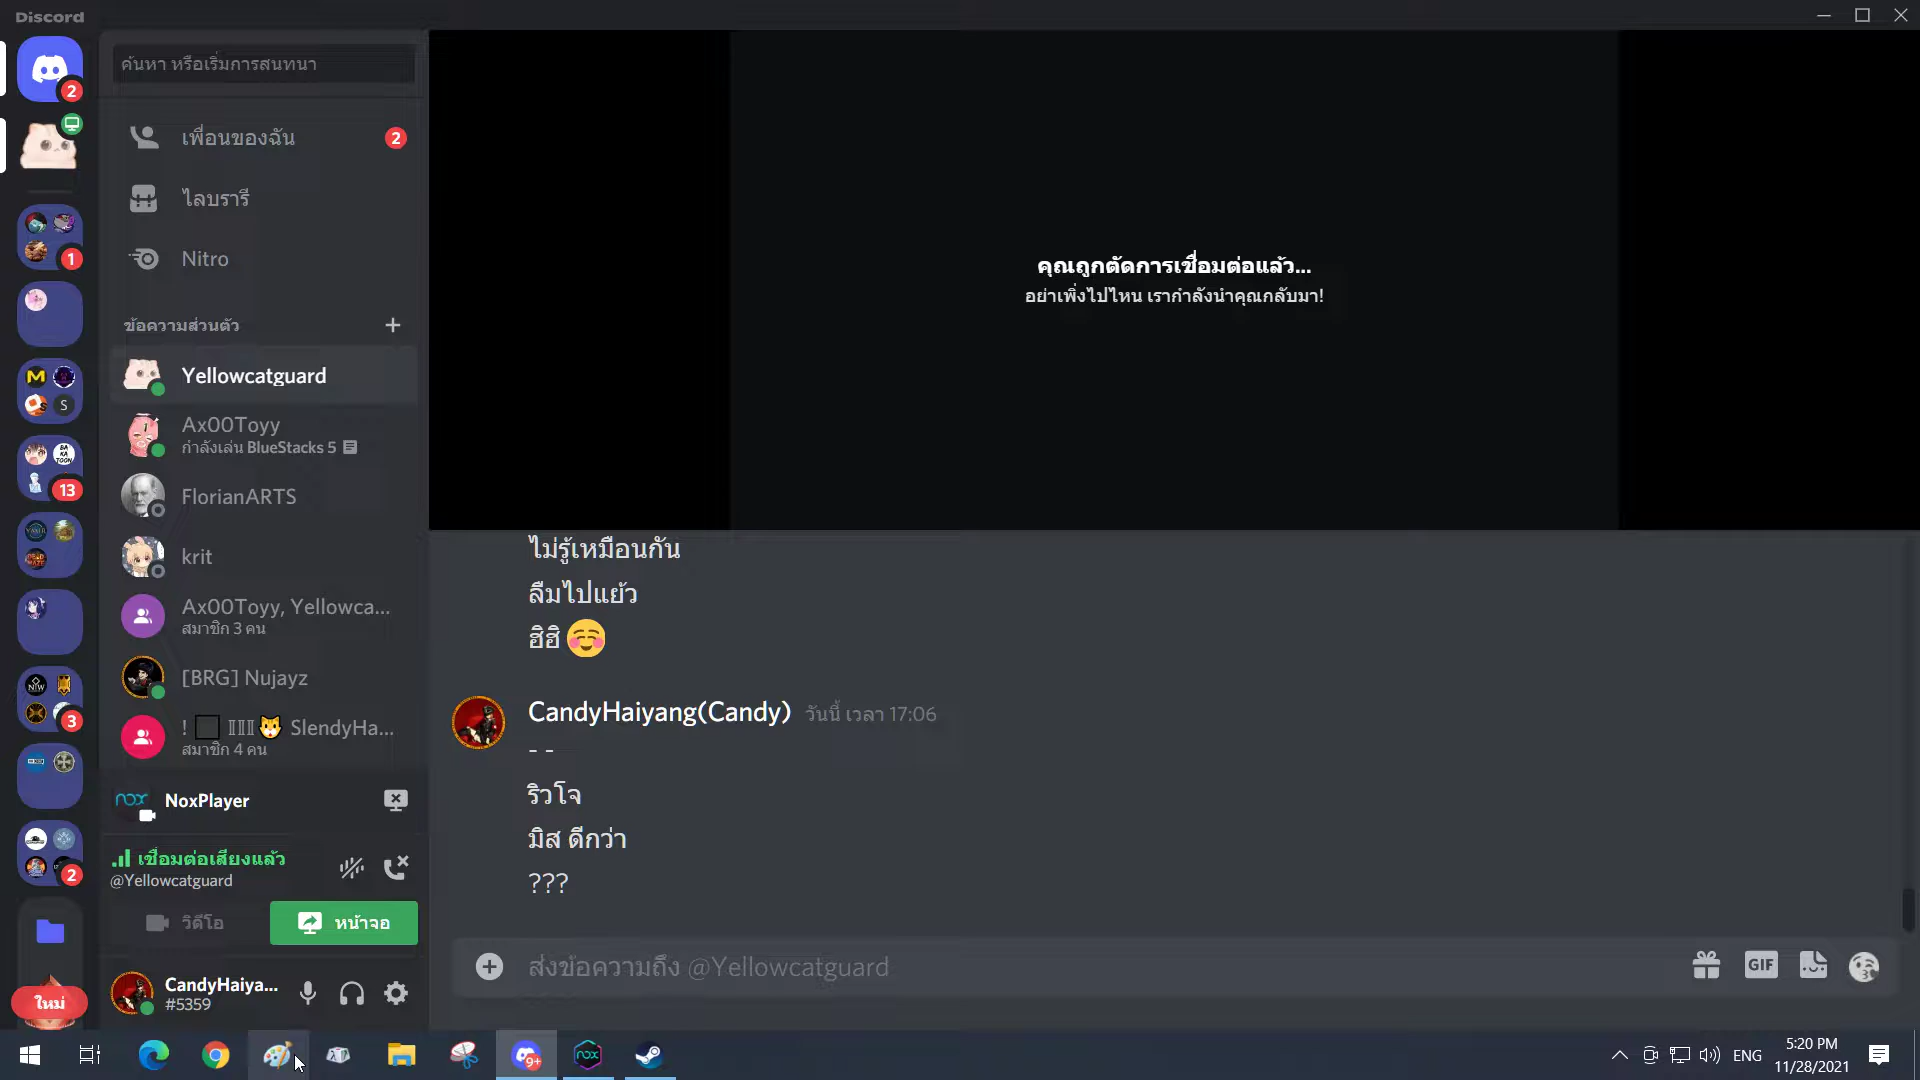 Discord
ค้นหา หรือเริ่มการสนทนา
2
เพื่อนของฉัน
2
ไลบรารี
Nitro
1
ข้อความส่วนตัว
Yellowcatguard
Ax00Toyy
กำลังเล่น BlueStacks 5
M
S
FlorianARTS
13
krit
Ax00Toyy, Yellowca...
สมาชิก 3 คน
[BRG] Nujayz
NIW
3
! SlendyHa...
สมาชิก 4 คน
nox
NoxPlayer
เชื่อมต่อเสียงแล้ว
@Yellowcatguard
2
วิดีโอ
หน้าจอ
CandyHaiya...
#5359
ใหม่
คุณถูกตัดการเชื่อมต่อแล้ว...
อย่าเพิ่งไปไหน เรากำลังนำคุณกลับมา!
ไม่รู้เหมือนกัน
ลืมไปแย้ว
ฮิฮิ
CandyHaiyang(Candy) วันนี้ เวลา 17:06
- -
ริวโจ
มิส ดีกว่า
???
ส่งข้อความถึง @Yellowcatguard
GIF
9+
nox
ENG
5:20 PM
11/28/2021